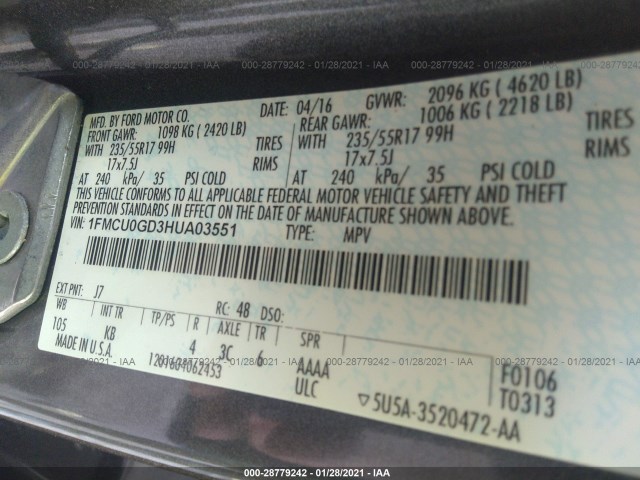 000-28779242 - 01/28/2021 - IAA
MFD. BY FORD MOTOR CO. DATE: 04/16 GVWR: 2096 KG ( 4620 LB)
FRONT GAWR: 1098 KG ( 2420 LB) REAR GAWR: 1006 KG ( 2218 LB)
WITH 235/55R17 99H TIRES WITH 235/55R17 99H TIRES
17x7.5J RIMS 17x7.5J RIMS
AT 240 kPa/ 35 PSI COLD AT 240 kPa/ 35 PSI COLD
THIS VEHICLE CONFORMS TO ALL APPLICABLE FEDERAL MOTOR VEHICLE SAFETY AND THEFT
PREVENTION STANDARDS IN EFFECT ON THE DATE OF MANUFACTURE SHOWN ABOVE.
VIN: 1FMCU0GD3HUA03551 TYPE: MPV
EXT PNT: J7 RC: 48 DSO:
WB INT TR TP/PS R AXLE TR SPR
105 KB 4 3C 6 AAAA F0106
MADE IN U.S.A. 1201604062453 ULC T0313
5U5A-3520472-AA
000-28779242 - 01/28/2021 - IAA